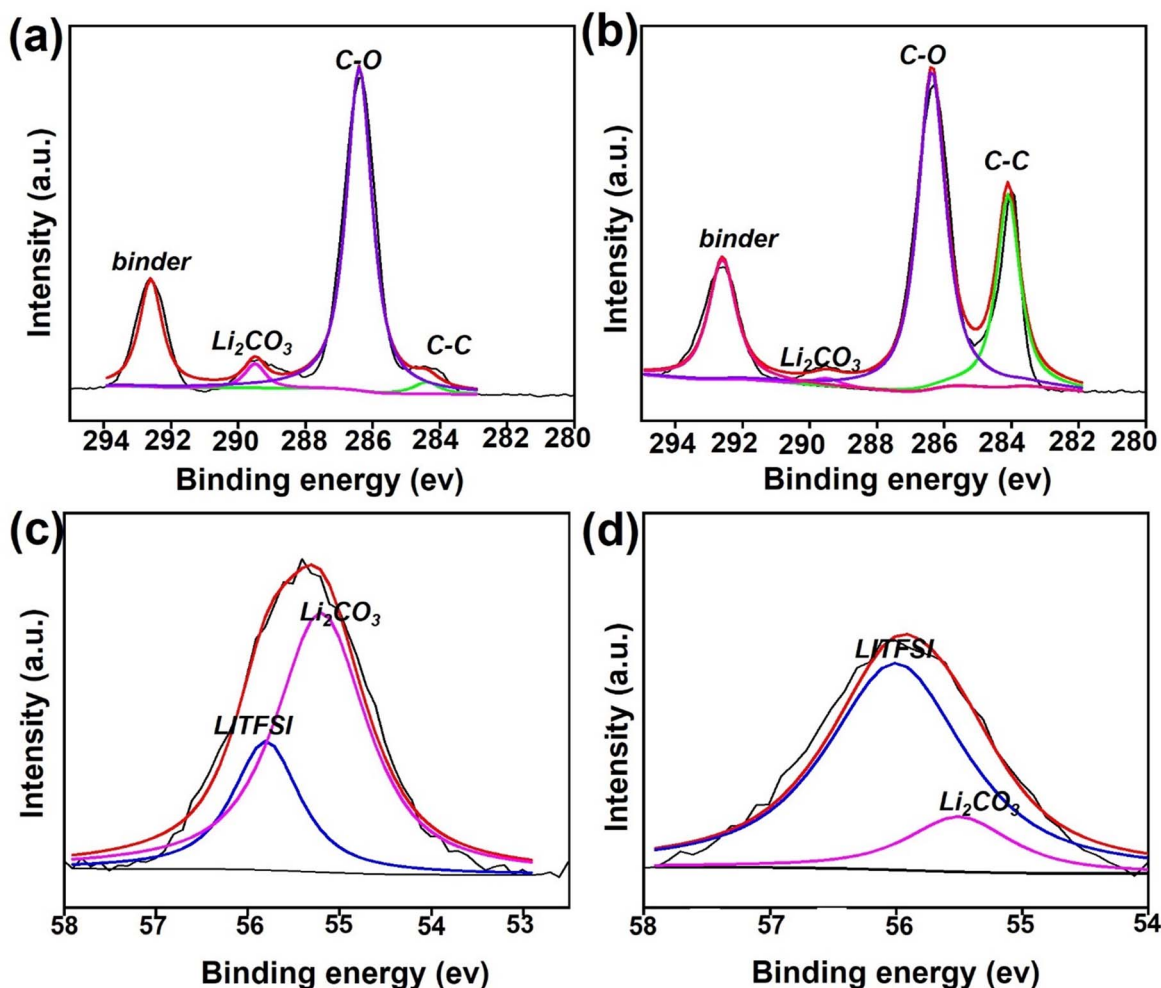 (a)
C-O
binder
Li2CO3
C-C
Intensity (a.u.)
294 292 290 288 286 284 282 280
Binding energy (ev)
(b)
C-O
C-C
binder
Li2CO3
Intensity (a.u.)
294 292 290 288 286 284 282 280
Binding energy (ev)
(c)
Li2CO3
LITFSI
Intensity (a.u.)
58 57 56 55 54 53
Binding energy (ev)
(d)
LITFSI
Li2CO3
Intensity (a.u.)
58 57 56 55 54
Binding energy (ev)